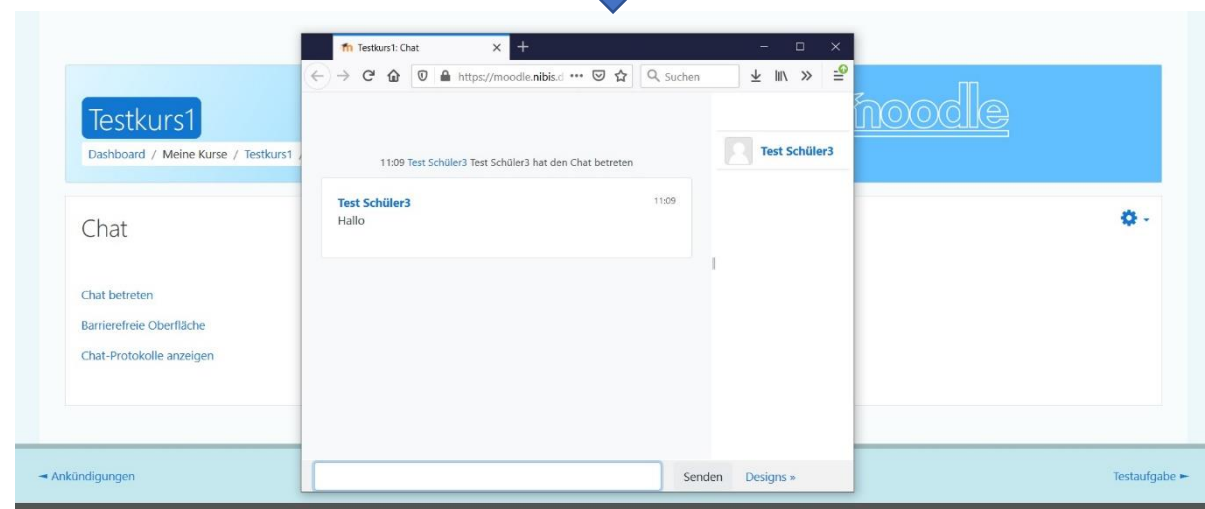 Testkurs1: Chat
https://moodle.nibis.d
Suchen
Testkurs1
moodle
Dashboard / Meine Kurse / Testkurs1 /
11:09 Test Schüler3 Test Schüler3 hat den Chat betreten
Test Schüler3
Test Schüler3 11:09
Hallo
Chat
Chat betreten
Barrierefreie Oberfläche
Chat-Protokolle anzeigen
Senden Designs »
◄ Ankündigungen
Testaufgabe ►